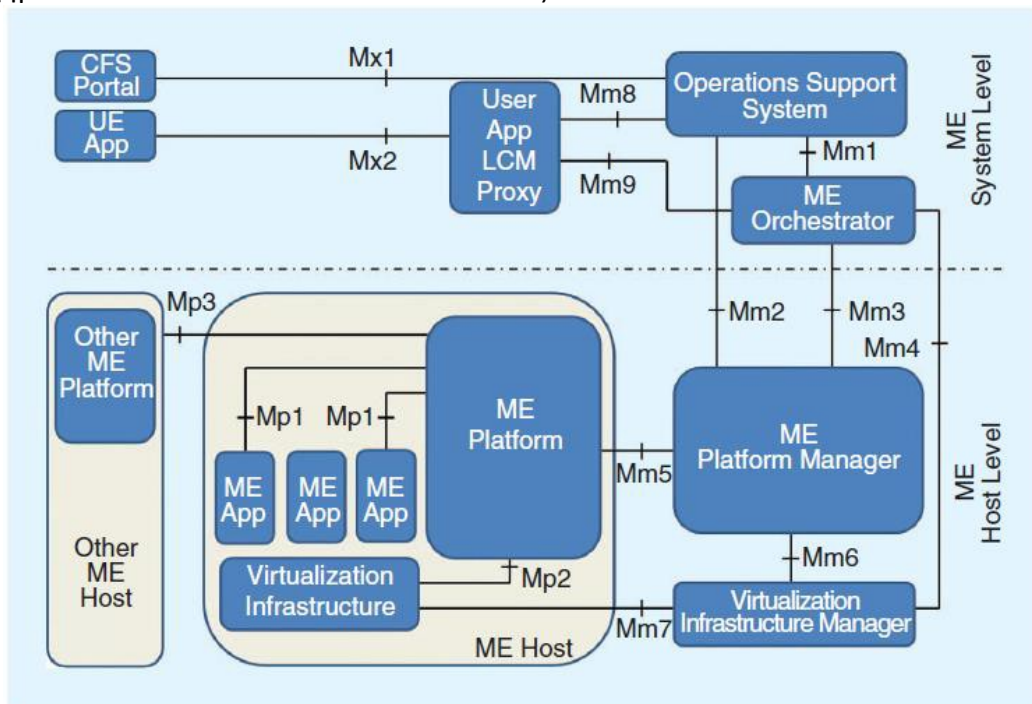 CFS
Portal
Mx1
Operations Support
System
UE
App
Mx2
User
App
LCM
Proxy
Mm8
Mm9
Mm1
ME
Orchestrator
ME
System Level
Other
ME
Platform
Mp3
Mm2
Mm3
Mm4
Mp1
Mp1
ME
Platform
ME
Platform Manager
Mm5
ME
App
ME
App
ME
App
ME
Host Level
Other
ME
Host
Virtualization
Infrastructure
Mp2
Mm6
Mm7
Virtualization
Infrastructure Manager
ME Host